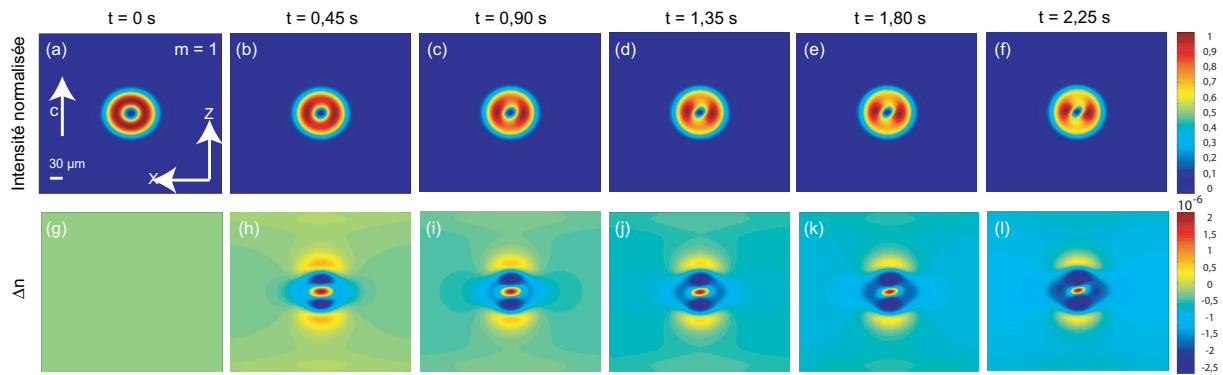 t = 0 s t = 0,45 s t = 0,90 s t = 1,35 s t = 1,80 s t = 2,25 s
Intensité normalisée
(a) m = 1 (b) (c) (d) (e) (f)
c
Z
X
30 µm
1
0,9
0,8
0,7
0,6
0,5
0,4
0,3
0,2
0,1
0
Δn
(g) (h) (i) (j) (k) (l)
10⁻⁶
2
1,5
1
0,5
0
-0,5
-1
-1,5
-2
-2,5